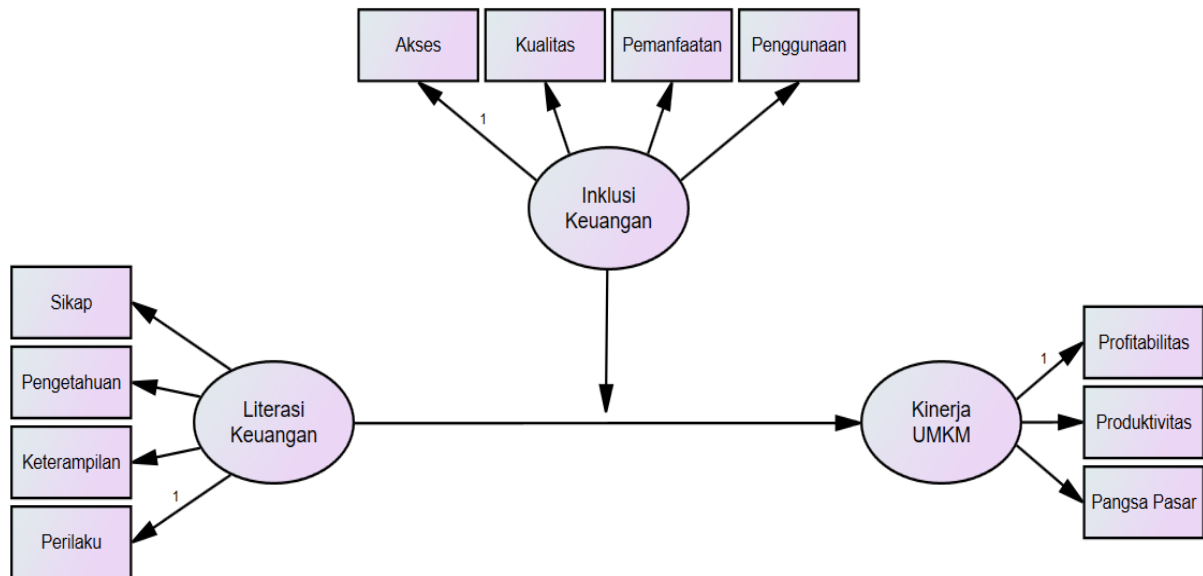 Akses
Kualitas
Pemanfaatan
Penggunaan
1
Inklusi
Keuangan
Sikap
Pengetahuan
Keterampilan
Perilaku
1
Literasi
Keuangan
Kinerja
UMKM
1
Profitabilitas
Produktivitas
Pangsa Pasar